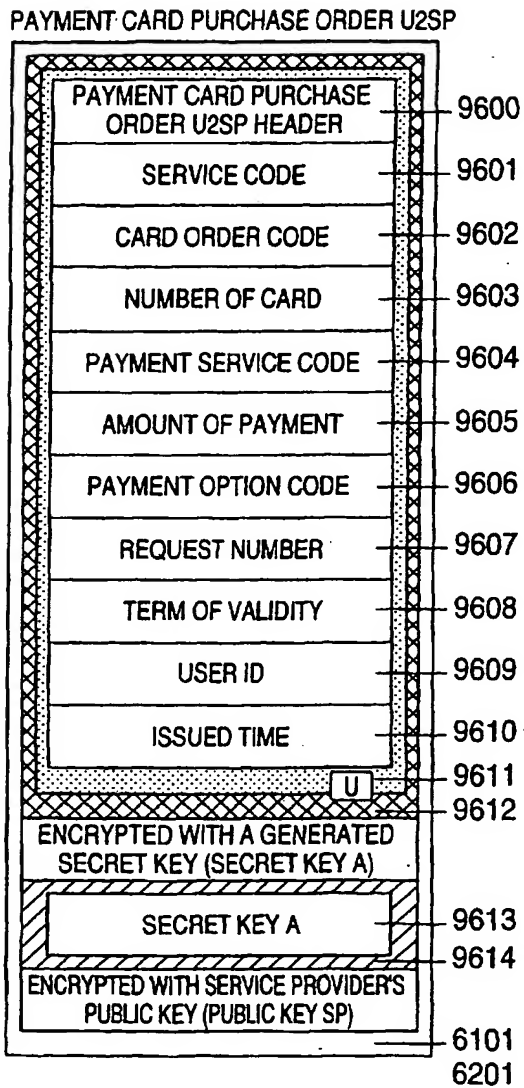 PAYMENT CARD PURCHASE ORDER U2SP
PAYMENT CARD PURCHASE
ORDER U2SP HEADER
9600
SERVICE CODE
9601
CARD ORDER CODE
9602
NUMBER OF CARD
9603
PAYMENT SERVICE CODE
9604
AMOUNT OF PAYMENT
9605
PAYMENT OPTION CODE
9606
REQUEST NUMBER
9607
TERM OF VALIDITY
9608
USER ID
9609
ISSUED TIME
9610
U
9611
9612
ENCRYPTED WITH A GENERATED
SECRET KEY (SECRET KEY A)
SECRET KEY A
9613
9614
ENCRYPTED WITH SERVICE PROVIDER'S
PUBLIC KEY (PUBLIC KEY SP)
6101
6201